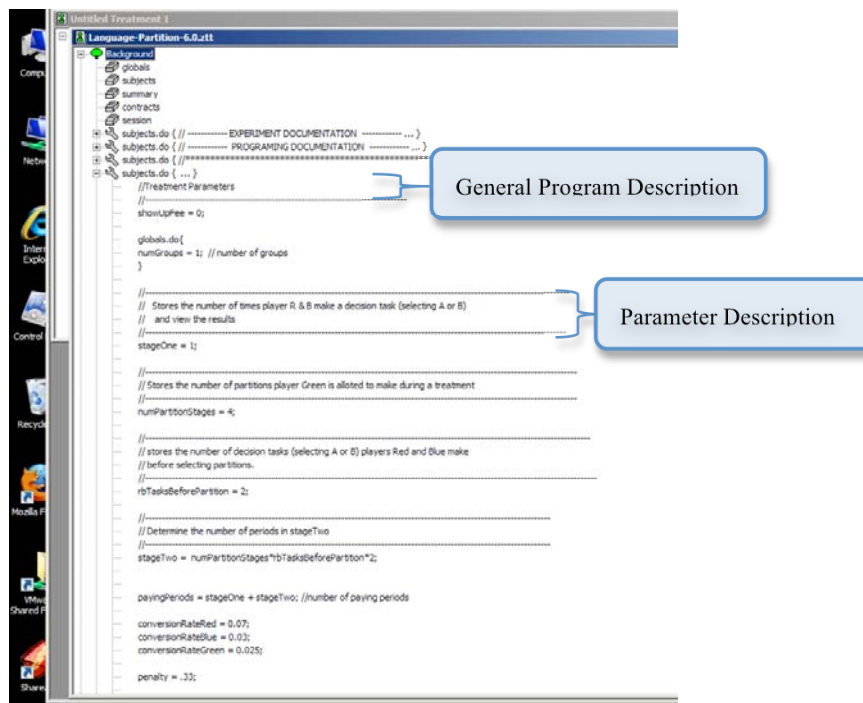 Untitled Treatment 1
Language-Partition-6.0.ztt
Background
globals
subjects
summary
contracts
session
subjects.do { // ------------ EXPERIMENT DOCUMENTATION ------------ ... }
subjects.do { // ------------ PROGRAMING DOCUMENTATION ------------ ... }
subjects.do { //*****************************************************
subjects.do { ... }
//Treatment Parameters
//--------------------------------------------------------------
showUpFee = 0;
globals.do{
numGroups = 1; //number of groups
}
//--------------------------------------------------------------
// Stores the number of times player R & B make a decision task (selecting A or B)
// and view the results
//--------------------------------------------------------------
stageOne = 1;
//--------------------------------------------------------------
// Stores the number of partitions player Green is alloted to make during a treatment
//--------------------------------------------------------------
numPartitionStages = 4;
//--------------------------------------------------------------
// stores the number of decision tasks (selecting A or B) players Red and Blue make
// before selecting partitions.
//--------------------------------------------------------------
rbTasksBeforePartition = 2;
//--------------------------------------------------------------
// Determine the number of periods in stageTwo
//--------------------------------------------------------------
stageTwo = numPartitionStages*rbTasksBeforePartition*2;
payingPeriods = stageOne + stageTwo; //number of paying periods
conversionRateRed = 0.07;
conversionRateBlue = 0.03;
conversionRateGreen = 0.025;
penalty = .33;
General Program Description
Parameter Description
Compu
Netw
Inter
Explo
Control
Recycl
Mozilla F
VMwa
Shared F
Share